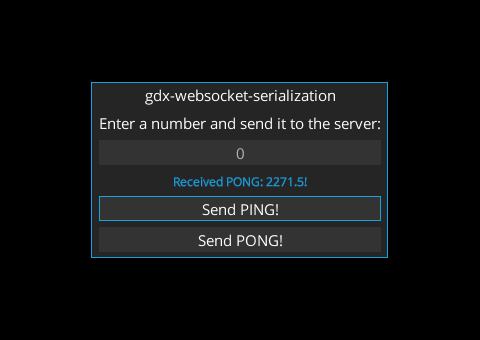 gdx-websocket-serialization
Enter a number and send it to the server:
0
Received PONG: 2271.5!
Send PING!
Send PONG!